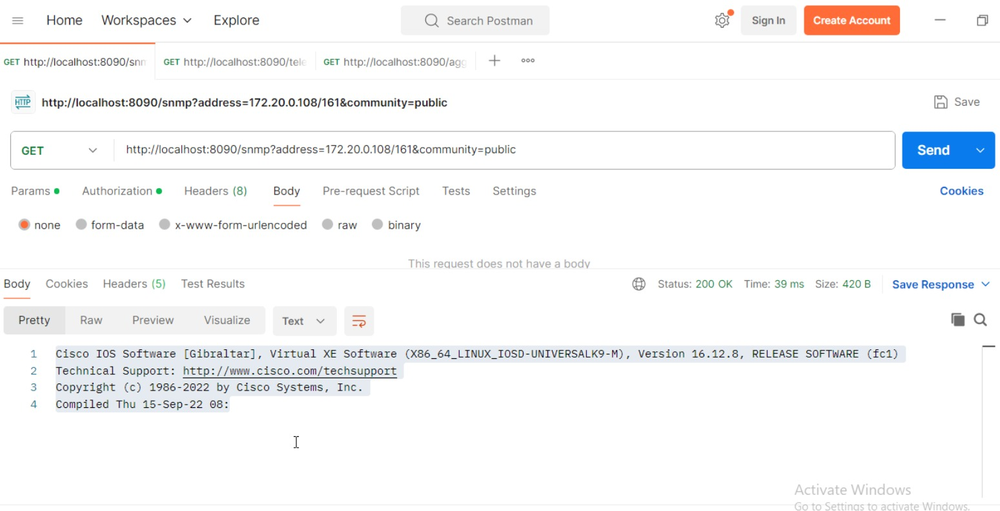 Home Workspaces Explore Search Postman Sign In Create Account
GET http://localhost:8090/snm GET http://localhost:8090/tele GET http://localhost:8090/agg
HTTP http://localhost:8090/snmp?address=172.20.0.108/161&community=public Save
GET http://localhost:8090/snmp?address=172.20.0.108/161&community=public Send
Params Authorization Headers (8) Body Pre-request Script Tests Settings Cookies
none form-data x-www-form-urlencoded raw binary
This request does not have a body
Body Cookies Headers (5) Test Results Status: 200 OK Time: 39 ms Size: 420 B Save Response
Pretty Raw Preview Visualize Text
1 Cisco IOS Software [Gibraltar], Virtual XE Software (X86_64_LINUX_IOSD-UNIVERSALK9-M), Version 16.12.8, RELEASE SOFTWARE (fc1)
2 Technical Support: http://www.cisco.com/techsupport
3 Copyright (c) 1986-2022 by Cisco Systems, Inc.
4 Compiled Thu 15-Sep-22 08:
Activate Windows
Go to Settings to activate Windows.